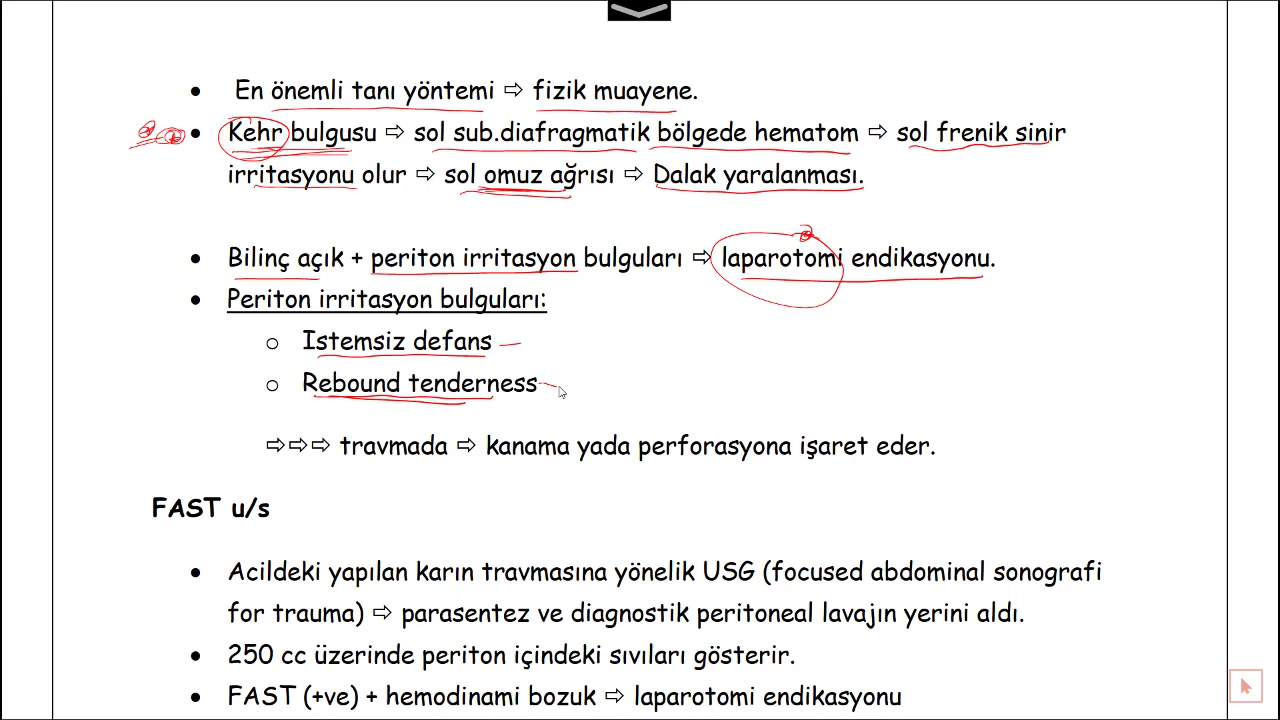 • En önemli tanı yöntemi ⇨ fizik muayene.
• Kehr bulgusu ⇨ sol sub.diafragmatik bölgede hematom ⇨ sol frenik sinir
irritasyonu olur ⇨ sol omuz ağrısı ⇨ Dalak yaralanması.
• Bilinç açık + periton irritasyon bulguları ⇨ laparotomi endikasyonu.
• Periton irritasyon bulguları:
o Istemsiz defans
o Rebound tenderness
⇨⇨⇨ travmada ⇨ kanama yada perforasyona işaret eder.
FAST u/s
• Acildeki yapılan karın travmasına yönelik USG (focused abdominal sonografi
for trauma) ⇨ parasentez ve diagnostik peritoneal lavajın yerini aldı.
• 250 cc üzerinde periton içindeki sıvıları gösterir.
• FAST (+ve) + hemodinami bozuk ⇨ laparotomi endikasyonu